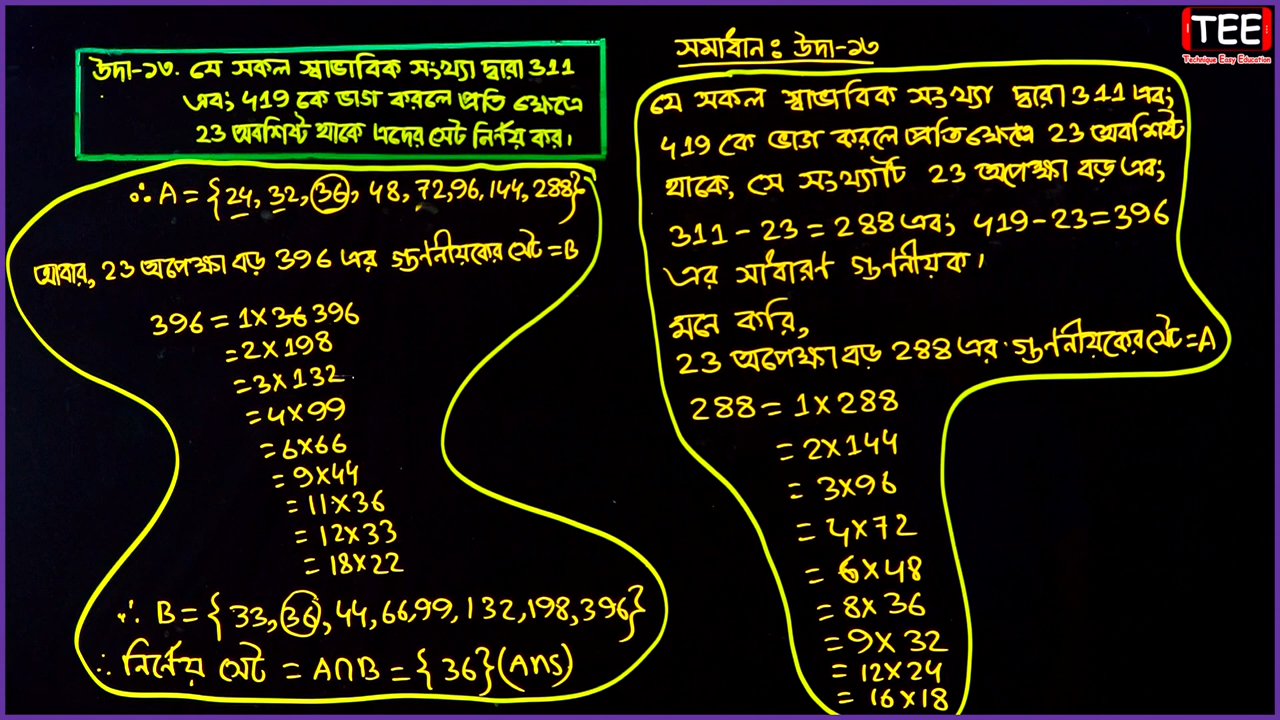 উদা-১৩. যে সকল স্বাভাবিক সংখ্যা দ্বারা 311
এবং 419 কে ভাগ করলে প্রতি ক্ষেত্রে
23 অবশিষ্ট থাকে এদের সেট নির্ণয় কর।
∴ A = {24, 32, 36, 48, 72, 96, 144, 288}
আবার, 23 অপেক্ষা বড় 396 এর গুণনীয়কের সেট = B
396 = 1 × 36 396
= 2 × 198
= 3 × 132
= 4 × 99
= 6 × 66
= 9 × 44
= 11 × 36
= 12 × 33
= 18 × 22
∴ B = {33, 36, 44, 66, 99, 132, 198, 396}
∴ নির্নেয় সেট = A∩B = {36} (Ans)
সমাধান : উদা-১৩
যে সকল স্বাভাবিক সংখ্যা দ্বারা 311 এবং
419 কে ভাগ করলে প্রতি ক্ষেত্রে 23 অবশিষ্ট
থাকে, সে সংখ্যাটি 23 অপেক্ষা বড় এবং
311 - 23 = 288 এবং 419 - 23 = 396
এর সাধারণ গুণনীয়ক।
মনে করি,
23 অপেক্ষা বড় 288 এর গুণনীয়কের সেট = A
288 = 1 × 288
= 2 × 144
= 3 × 96
= 4 × 72
= 6 × 48
= 8 × 36
= 9 × 32
= 12 × 24
= 16 × 18
TEE
Technique Easy Education